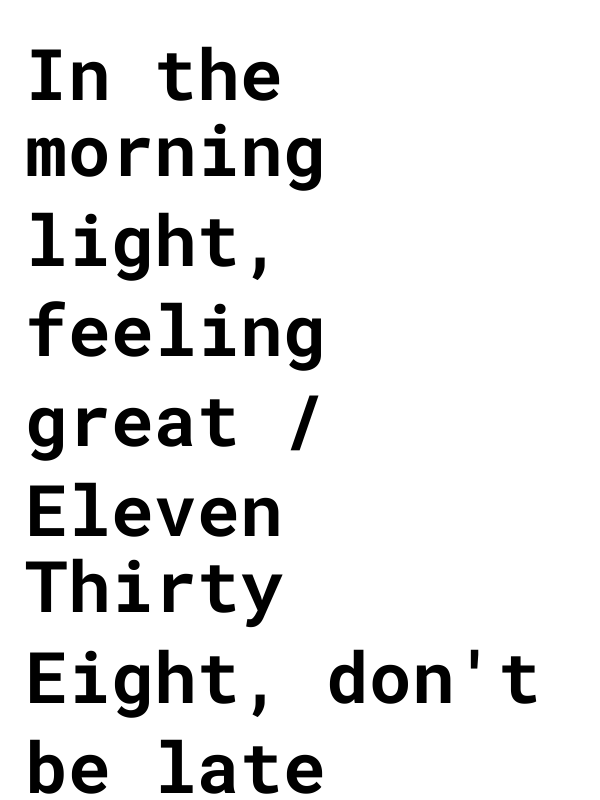 In the
morning
light,
feeling
great /
Eleven
Thirty
Eight, don't
be late